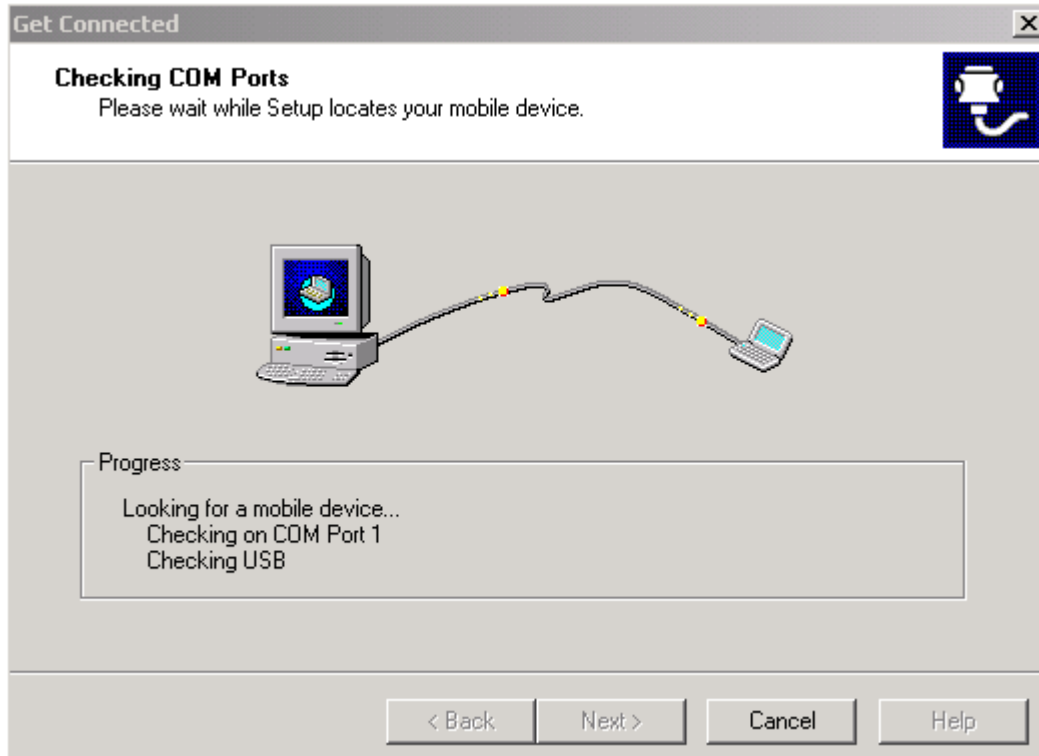 Get Connected
Checking COM Ports
Please wait while Setup locates your mobile device.
Progress
Looking for a mobile device...
Checking on COM Port 1
Checking USB
< Back
Next >
Cancel
Help